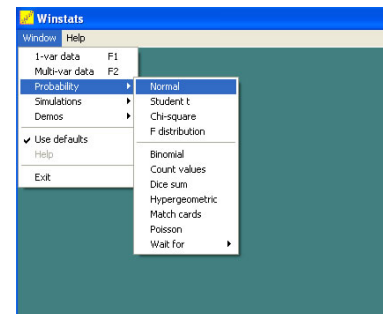 Winstats
Window Help
1-var data F1
Multi-var data F2
Probability
Simulations
Demos
Use defaults
Help
Exit
Normal
Student t
Chi-square
F distribution
Binomial
Count values
Dice sum
Hypergeometric
Match cards
Poisson
Wait for